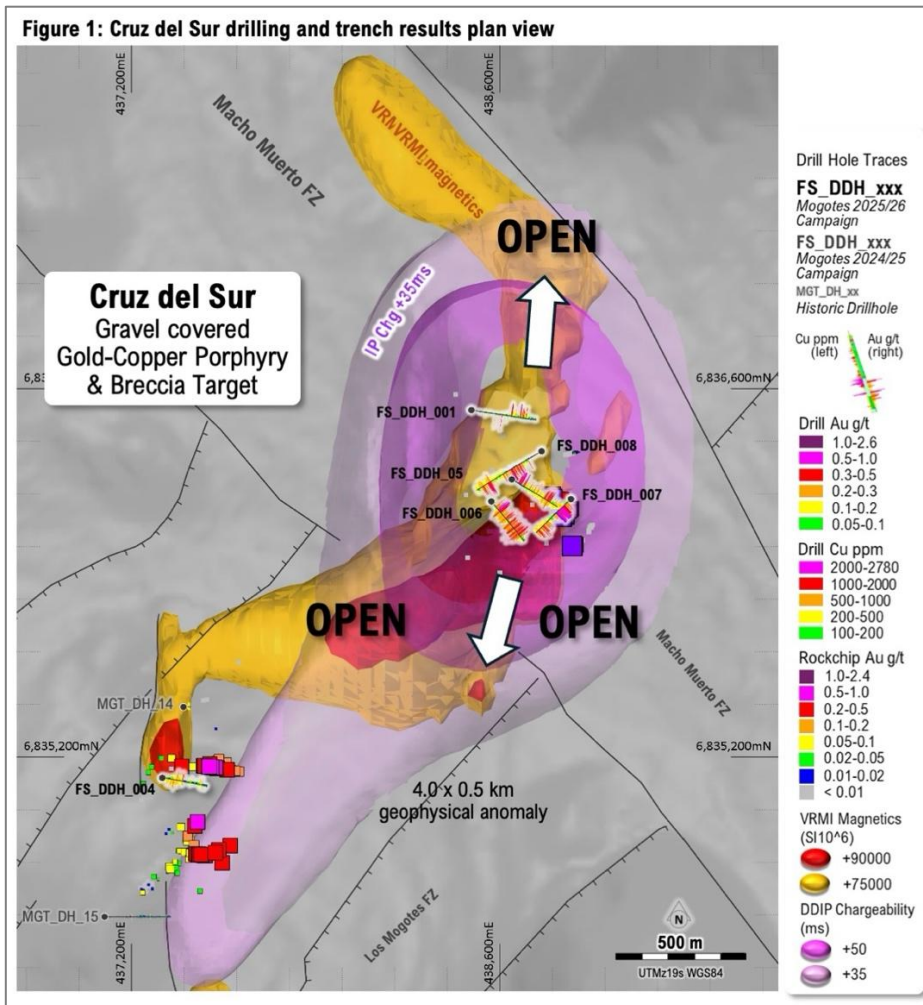 Figure 1: Cruz del Sur drilling and trench results plan view
437,200mE
438,600mE
Macho Muerto FZ
VRMI magnetics
OPEN
IP Chg +35ms
Cruz del Sur
Gravel covered
Gold-Copper Porphyry
& Breccia Target
6,836,600mN
FS_DDH_001
FS_DDH_008
FS_DDH_05
FS_DDH_007
FS_DDH_006
OPEN
OPEN
Macho Muerto FZ
MGT_DH_14
6,835,200mN
6,835,200mN
FS_DDH_004
4.0 x 0.5 km
geophysical anomaly
MGT_DH_15
Los Mogotes FZ
437,200mE
438,600mE
N
500 m
UTMz19s WGS84
Drill Hole Traces
FS_DDH_xxx
Mogotes 2025/26
Campaign
FS_DDH_xxx
Mogotes 2024/25
Campaign
MGT_DH_xx
Historic Drillhole
Cu ppm
(left)
Au g/t
(right)
Drill Au g/t
1.0-2.6
0.5-1.0
0.3-0.5
0.2-0.3
0.1-0.2
0.05-0.1
Drill Cu ppm
2000-2780
1000-2000
500-1000
200-500
100-200
Rockchip Au g/t
1.0-2.4
0.5-1.0
0.2-0.5
0.1-0.2
0.05-0.1
0.02-0.05
0.01-0.02
< 0.01
VRMI Magnetics
(SI10^6)
+90000
+75000
DDIP Chargeability
(ms)
+50
+35